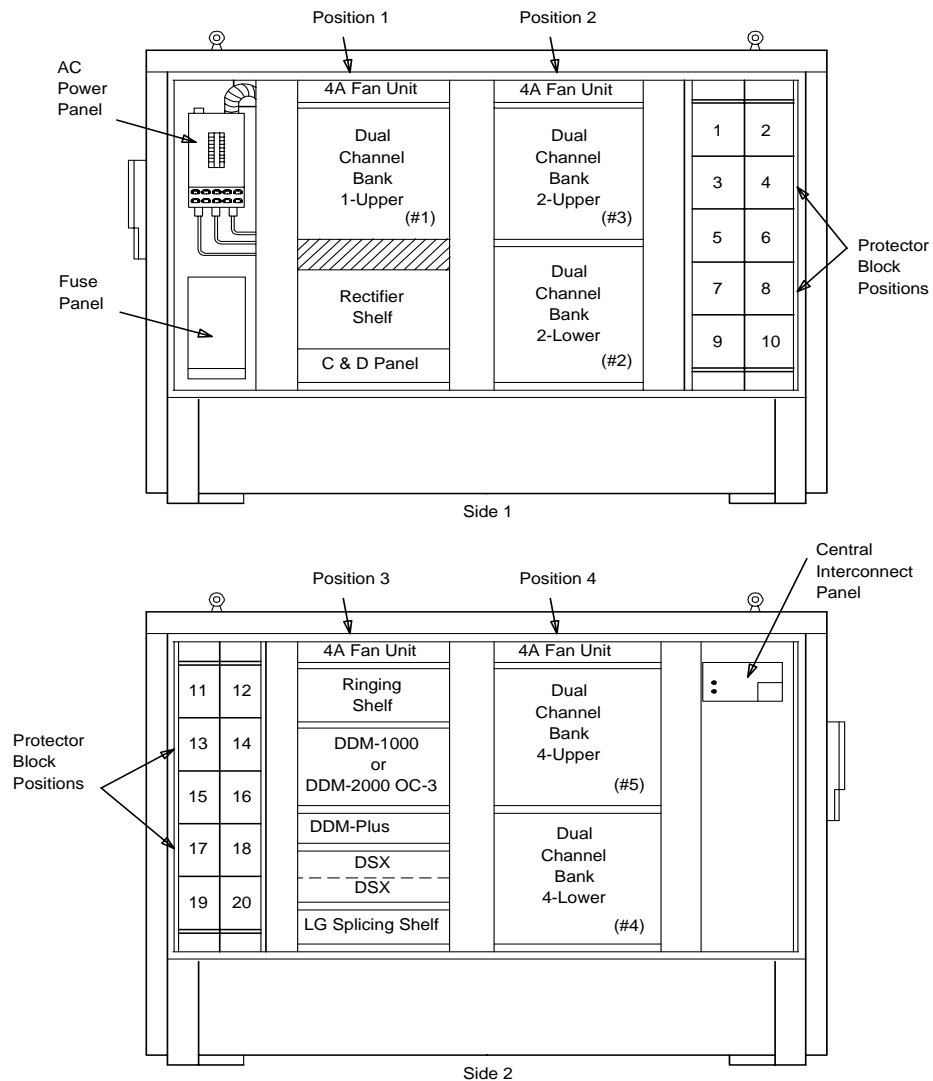 Position 1
Position 2
AC
Power
Panel
4A Fan Unit
4A Fan Unit
Dual
Channel
Bank
1-Upper
(#1)
Dual
Channel
Bank
2-Upper
(#3)
1 2
3 4
5 6
7 8
9 10
Protector
Block
Positions
Fuse
Panel
Rectifier
Shelf
C & D Panel
Dual
Channel
Bank
2-Lower
(#2)
Side 1
Central
Interconnect
Panel
Position 3
Position 4
4A Fan Unit
4A Fan Unit
11 12
13 14
15 16
17 18
19 20
Protector
Block
Positions
Ringing
Shelf
DDM-1000
or
DDM-2000 OC-3
DDM-Plus
DSX
DSX
LG Splicing Shelf
Dual
Channel
Bank
4-Upper
(#5)
Dual
Channel
Bank
4-Lower
(#4)
Side 2